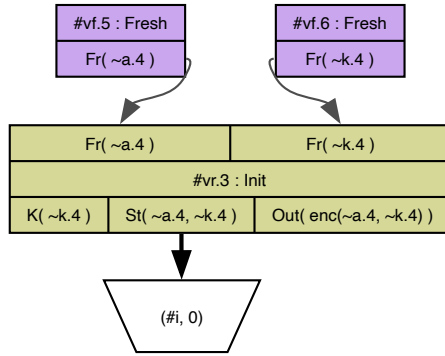 #vf.5 : Fresh
Fr( ~a.4 )
#vf.6 : Fresh
Fr( ~k.4 )
Fr( ~a.4 ) Fr( ~k.4 )
#vr.3 : Init
K( ~k.4 ) St( ~a.4, ~k.4 ) Out( enc(~a.4, ~k.4) )
(#i, 0)